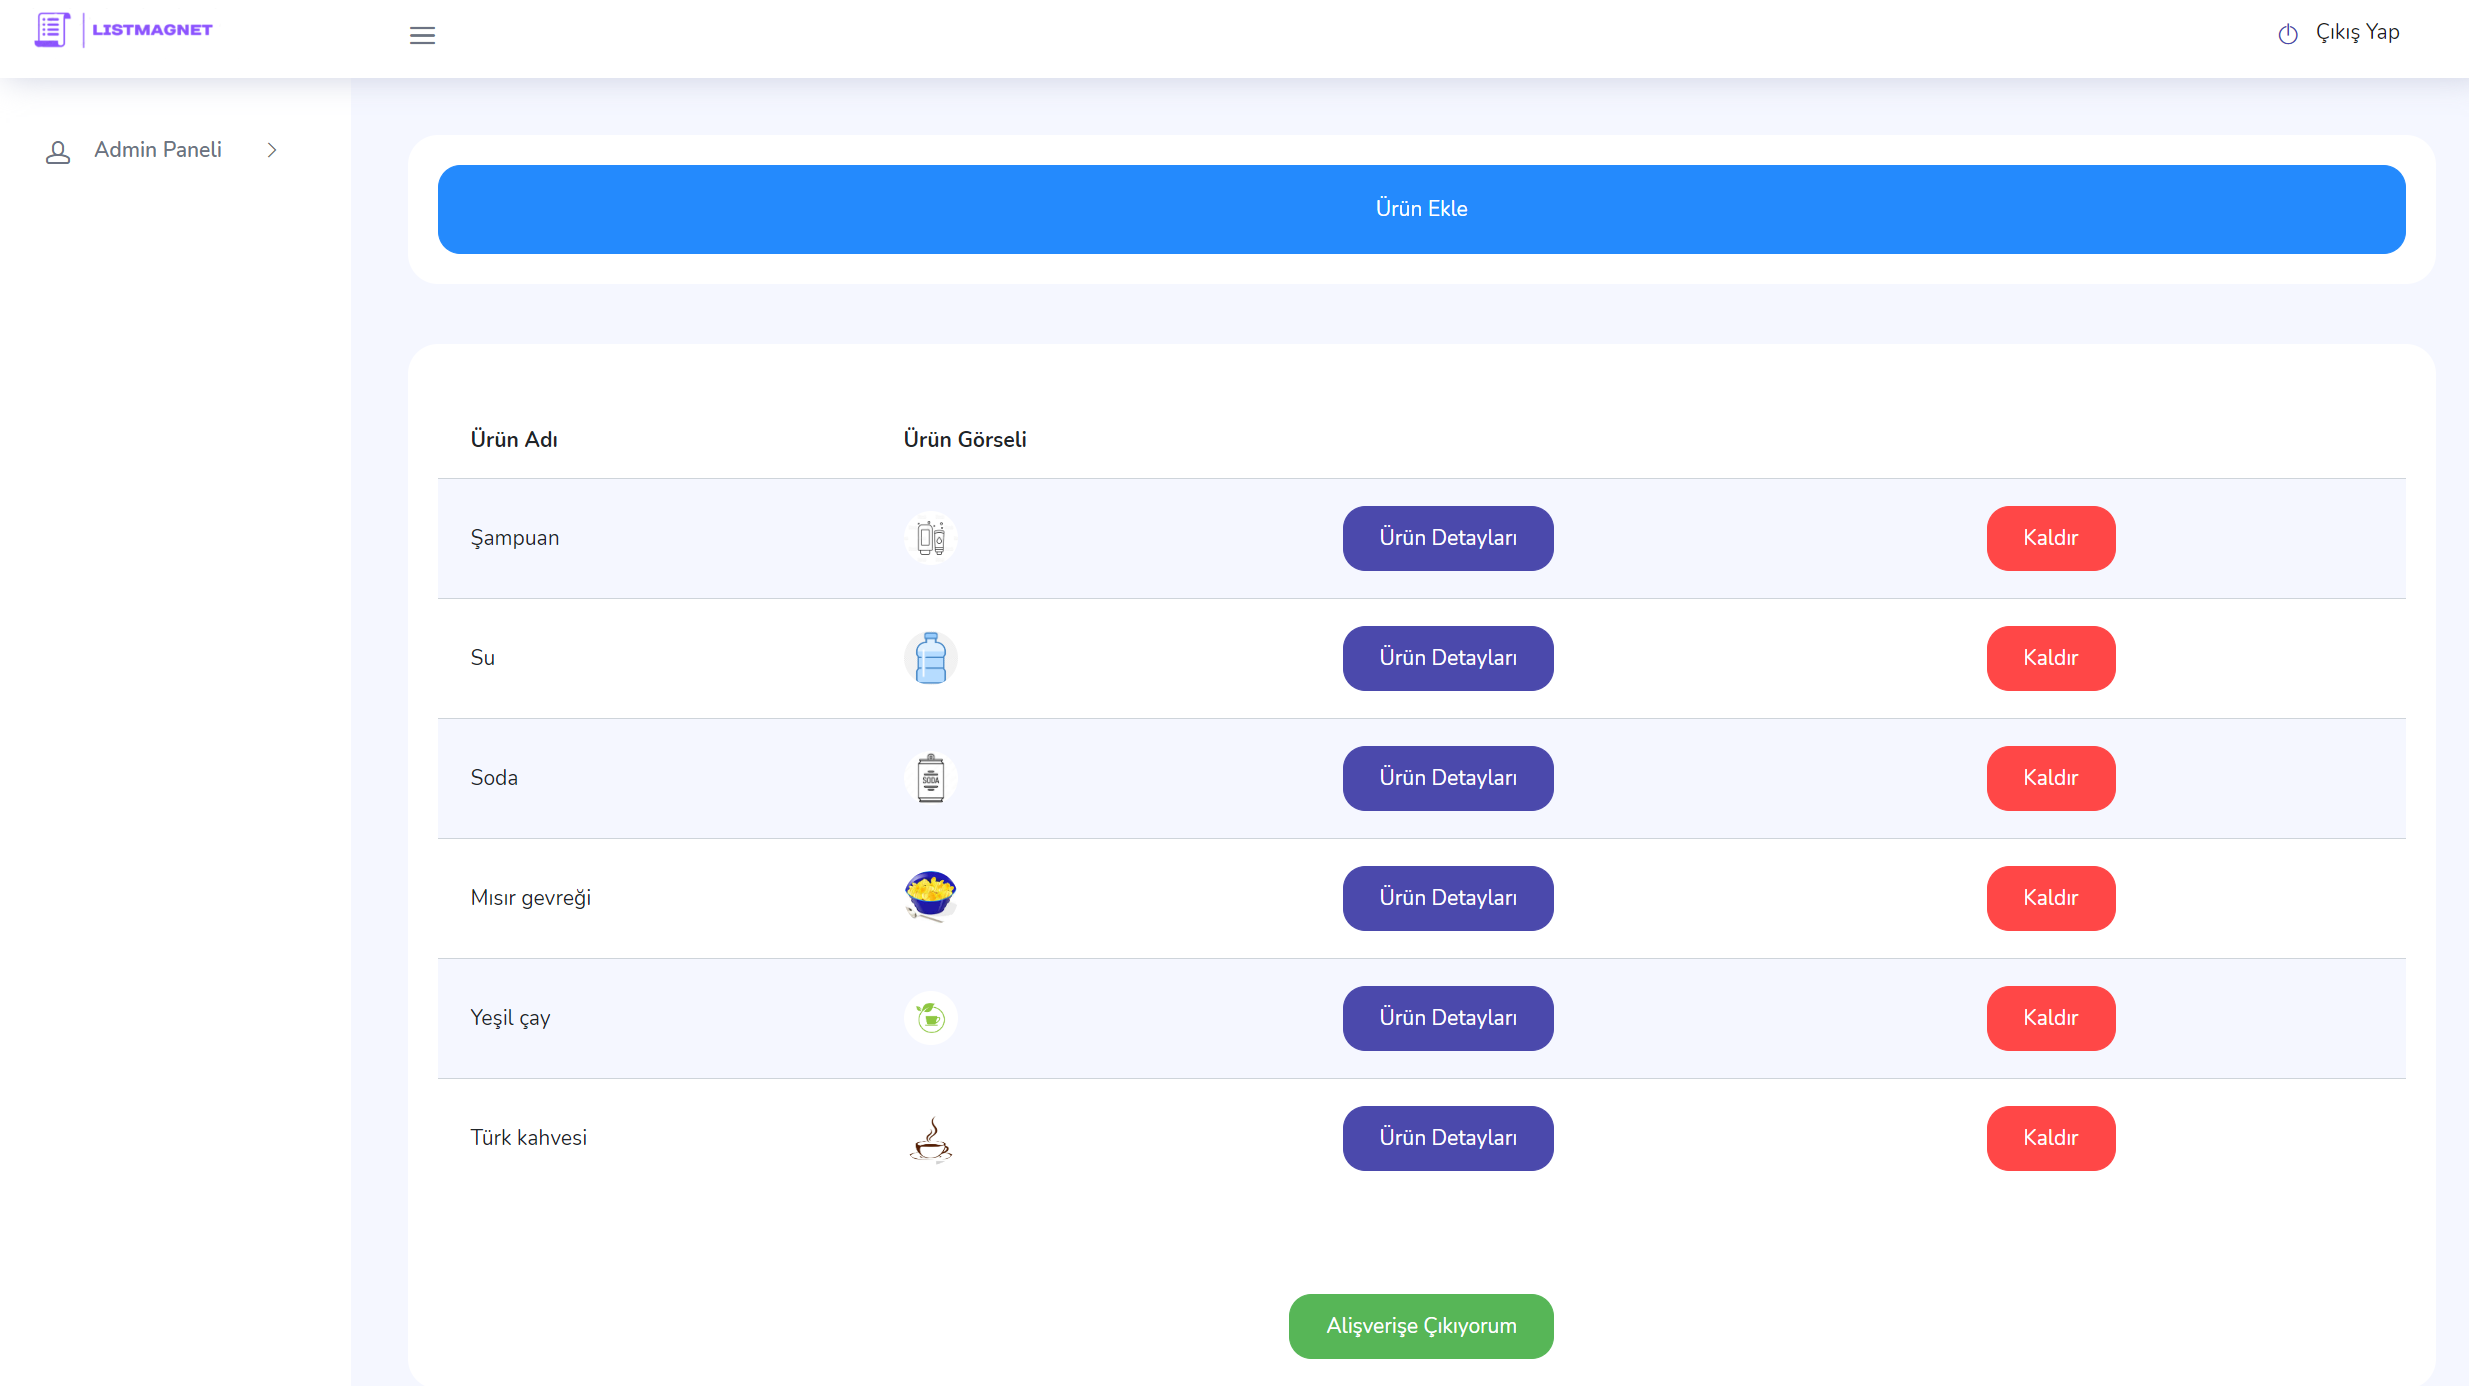 LISTMAGNET
Çıkış Yap
Admin Paneli
Ürün Ekle
Ürün Adı Ürün Görseli
Şampuan Ürün Detayları Kaldır
Su Ürün Detayları Kaldır
Soda SODA Ürün Detayları Kaldır
Mısır gevreği Ürün Detayları Kaldır
Yeşil çay Ürün Detayları Kaldır
Türk kahvesi Ürün Detayları Kaldır
Alişverişe Çıkıyorum